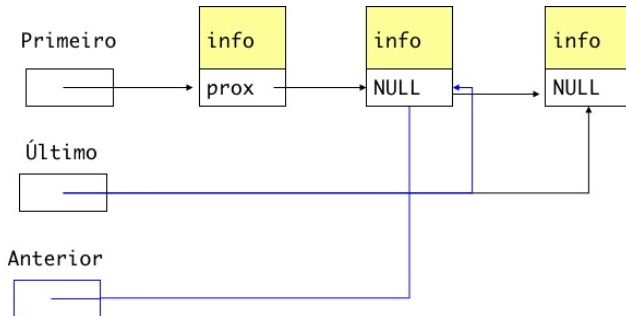 Primeiro
info
info
info
prox
NULL
NULL
Último
Anterior